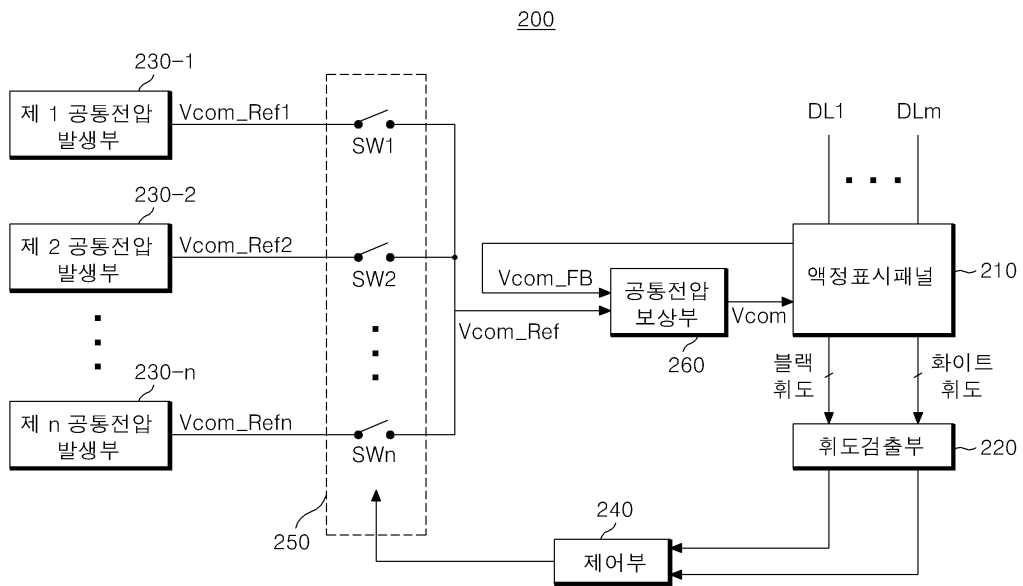 200
230-1
제 1 공통전압
발생부
Vcom_Ref1
SW1
DL1
DLm
230-2
제 2 공통전압
발생부
Vcom_Ref2
SW2
Vcom_FB
공통전압
보상부
260
Vcom
액정표시패널
210
Vcom_Ref
블랙
휘도
화이트
휘도
230-n
제 n 공통전압
발생부
Vcom_Refn
SWn
휘도검출부
220
250
240
제어부